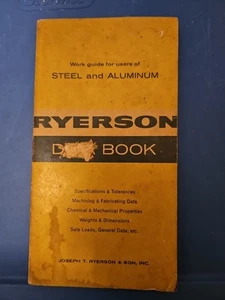 Work guide for users of
STEEL and ALUMINUM
RYERSON
BOOK
Specifications & Tolerances
Machining & Fabricating Data
Chemical & Mechanical Properties
Weights & Dimensions
Safe Loads, General Data, etc.
JOSEPH T. RYERSON & SON, INC.